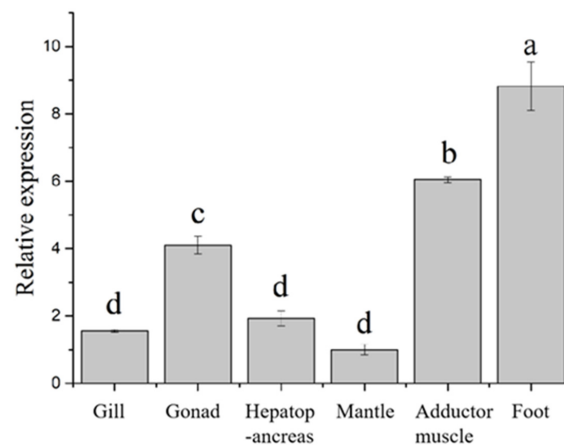 Relative expression
10
8
6
4
2
0
d
c
d
d
b
a
Gill
Gonad
Hepatop
-ancreas
Mantle
Adductor
muscle
Foot